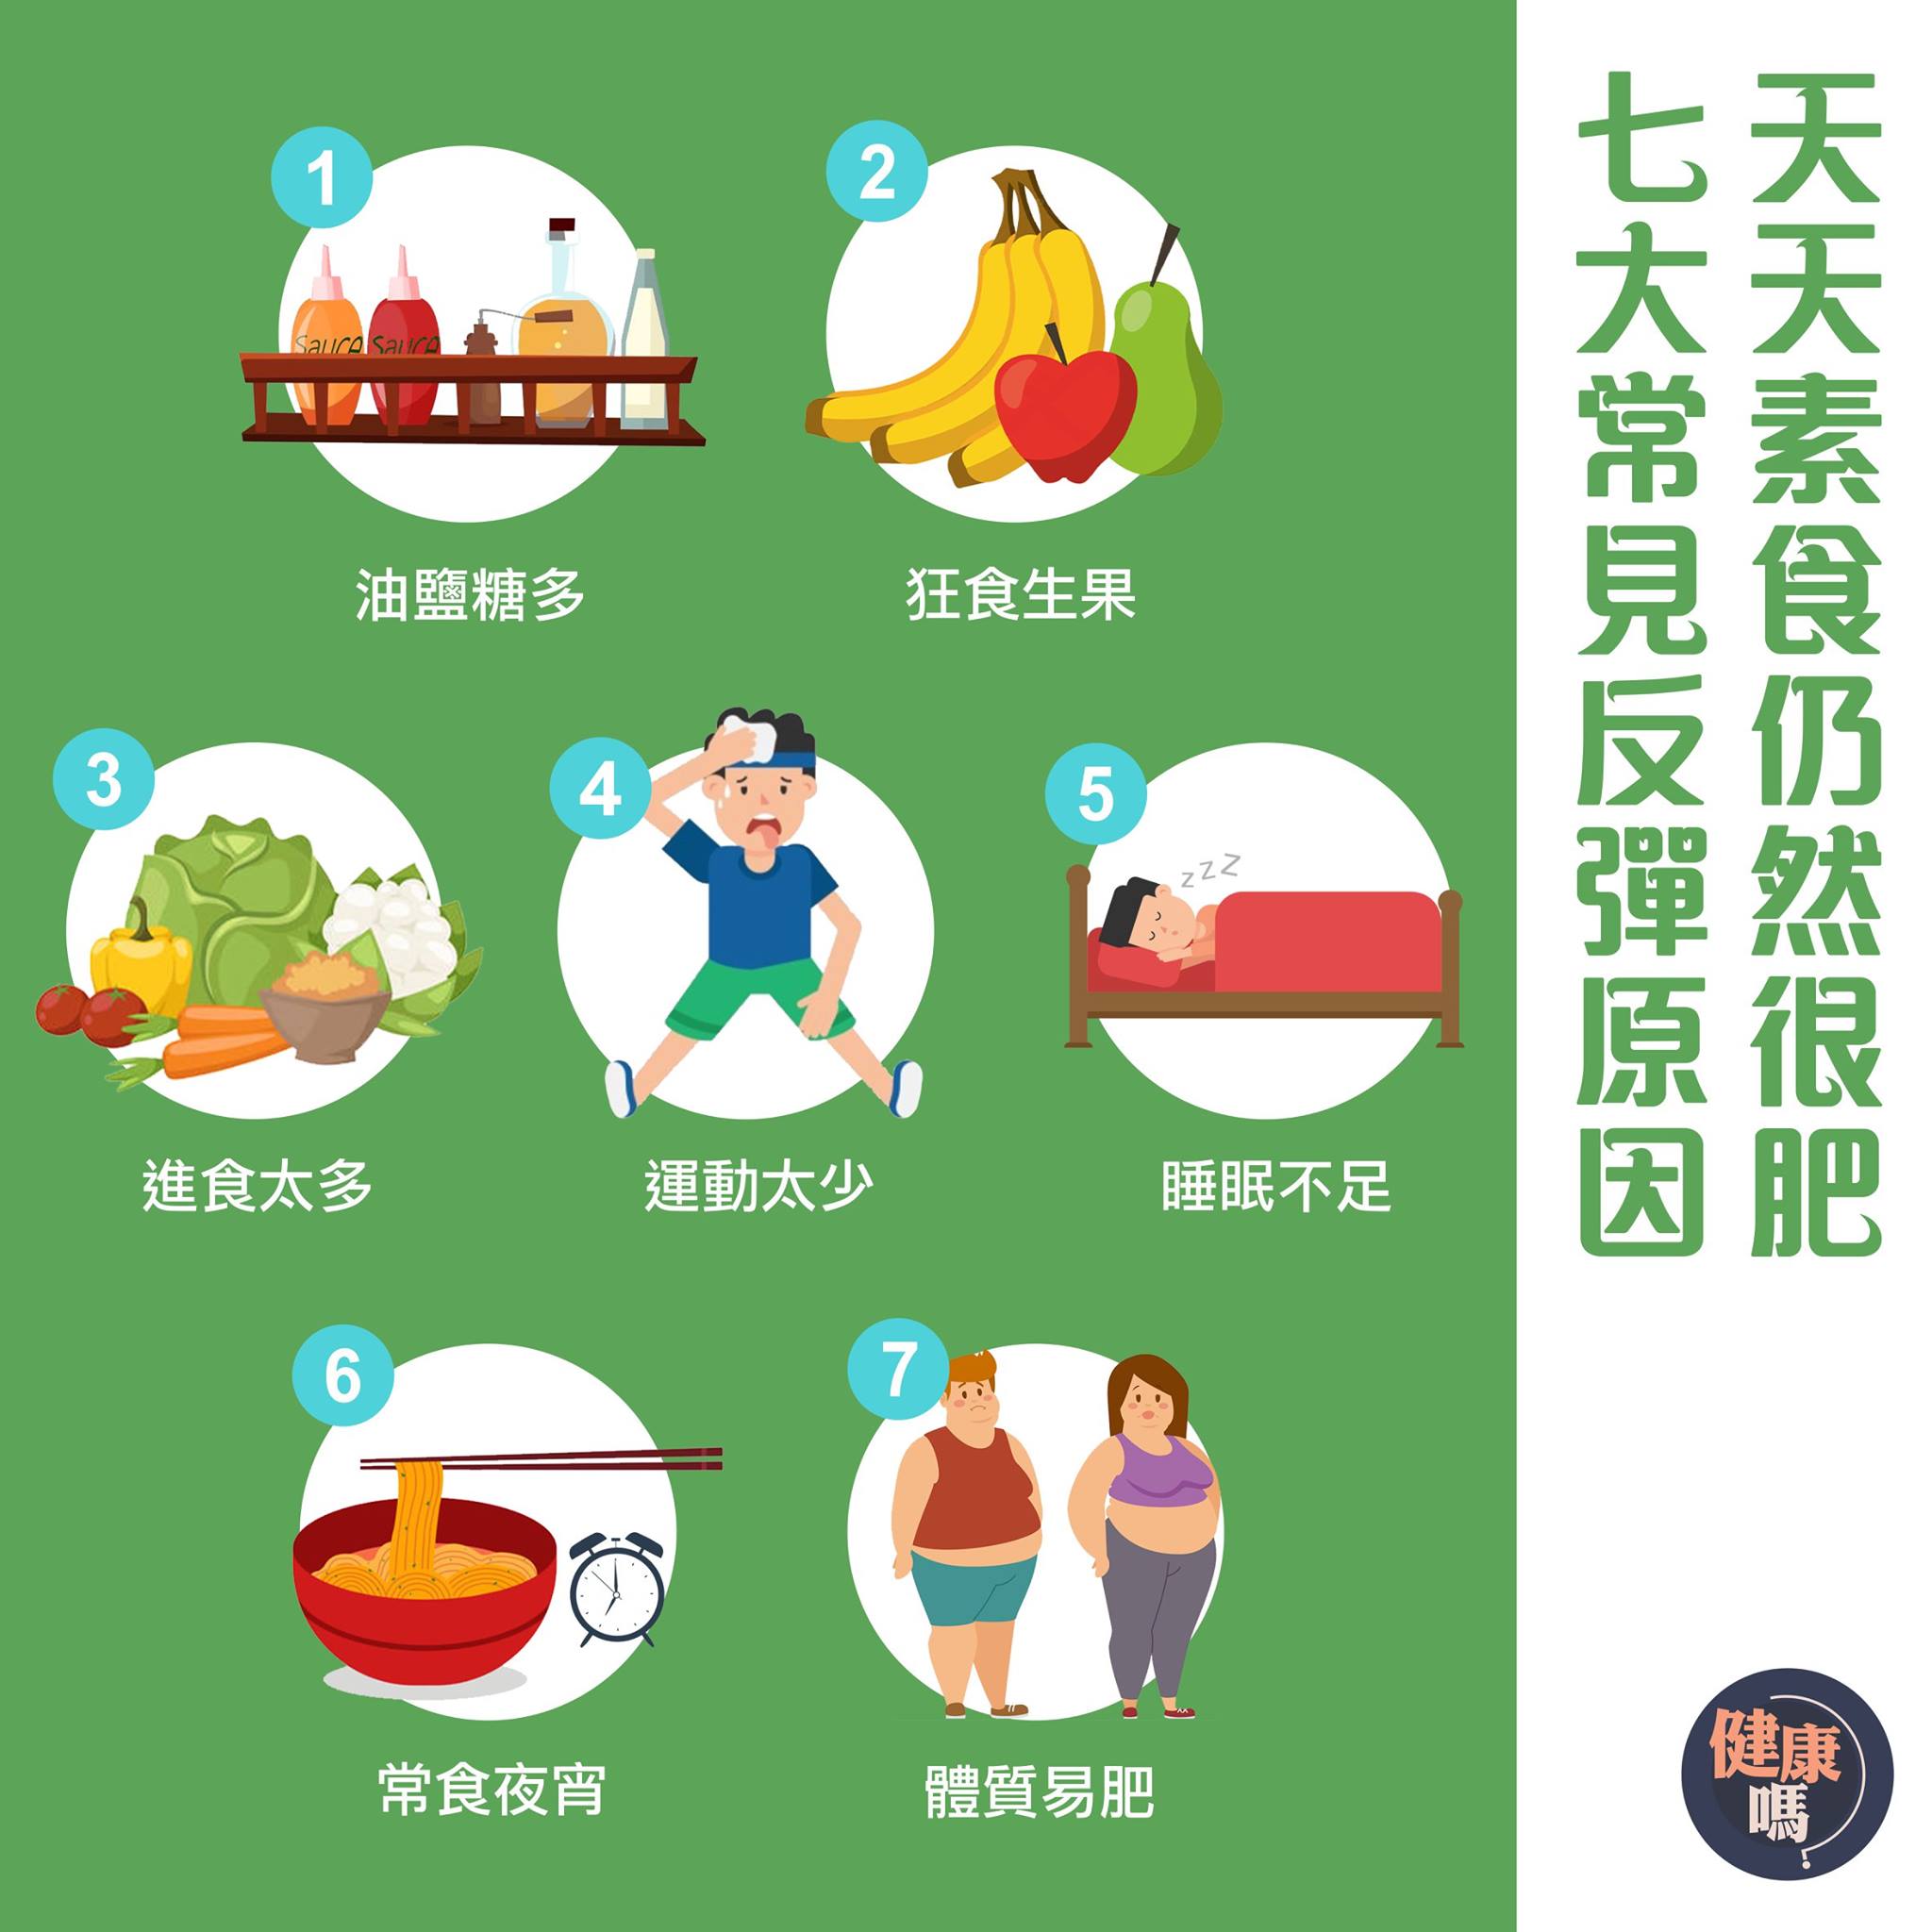 天天素食仍然很肥
七大常見反彈原因
1
Sauce Sauce
油鹽糖多
2
狂食生果
3
進食太多
4
運動太少
5
zzz
睡眠不足
6
常食夜宵
7
體質易肥
健康
嗎?